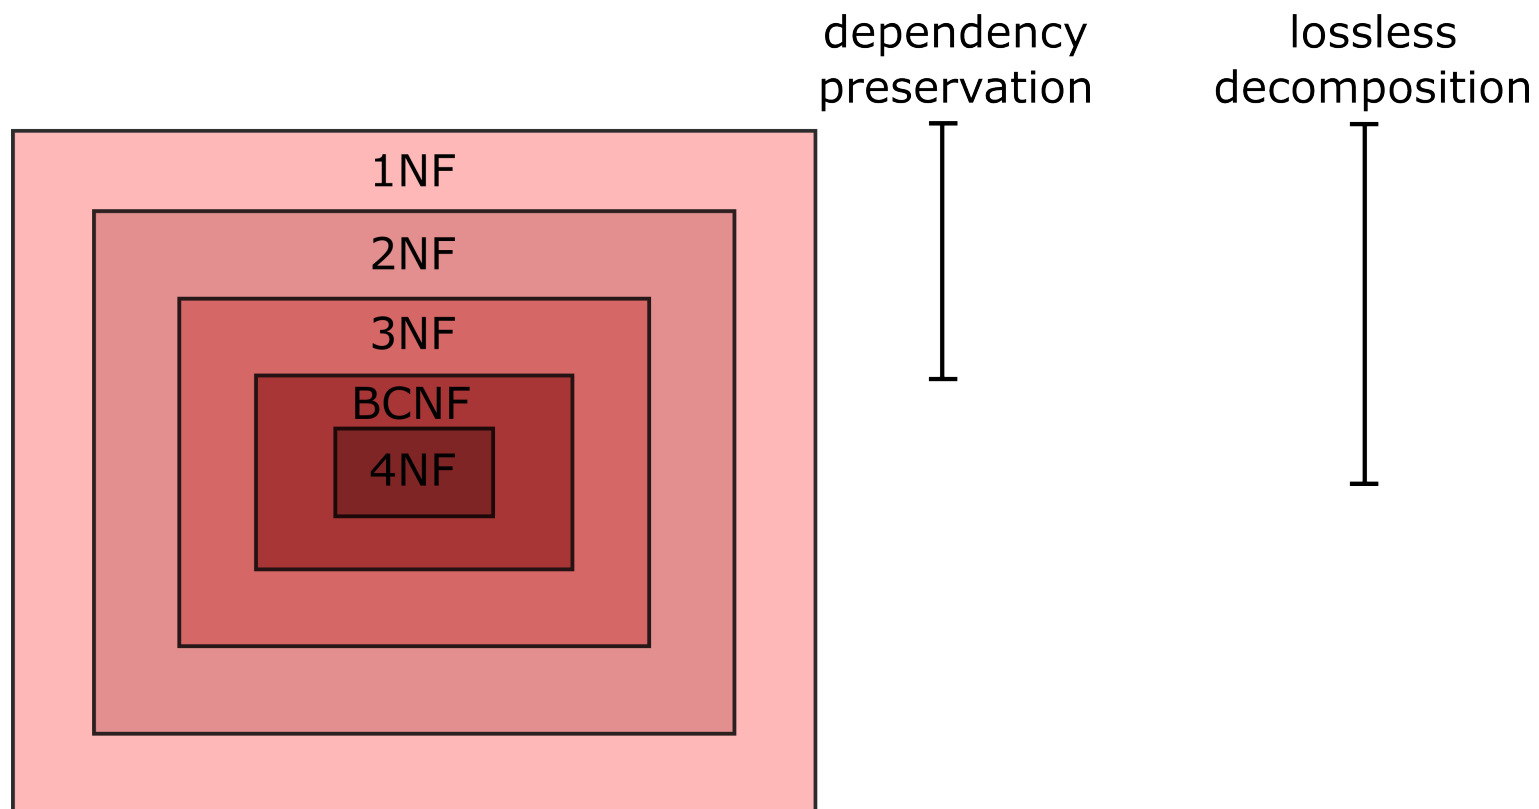 dependency
preservation
lossless
decomposition
1NF
2NF
3NF
BCNF
4NF